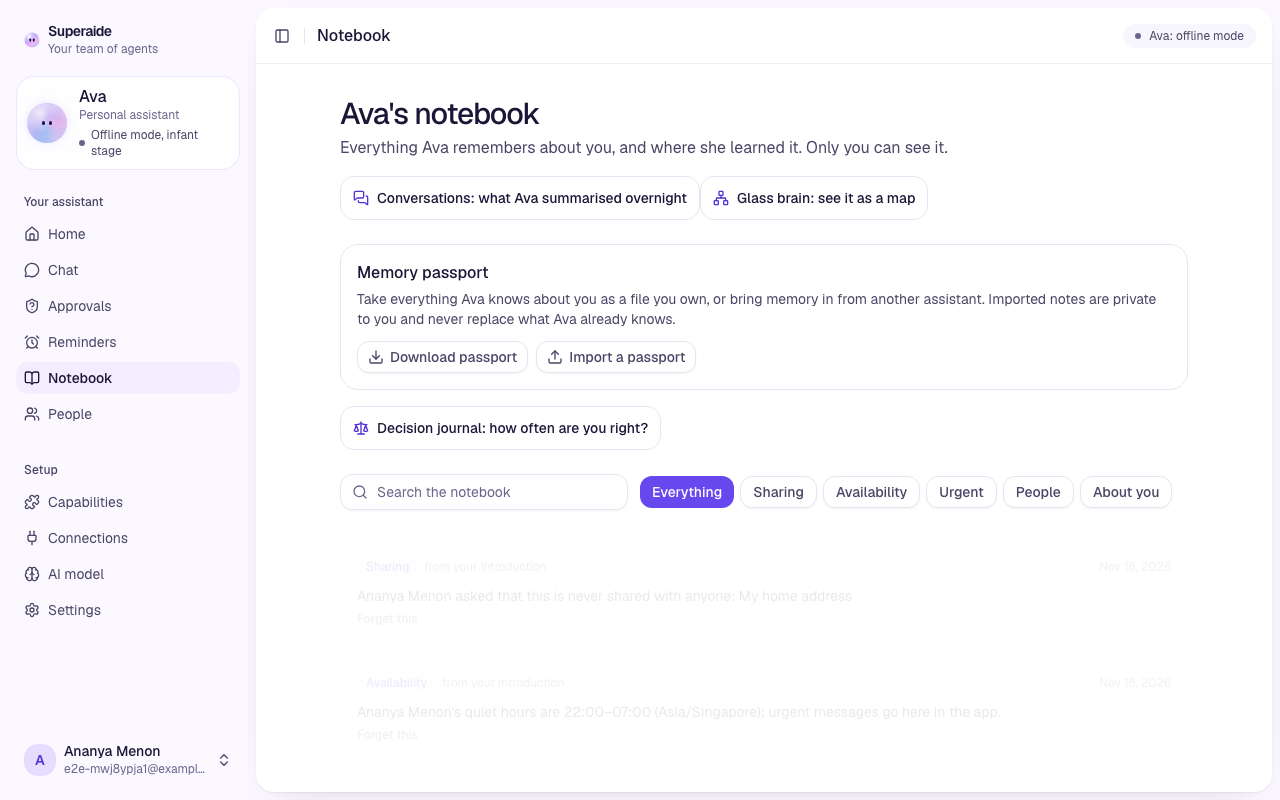 Superaide
Your team of agents
Ava
Personal assistant
Offline mode, infant
stage
Your assistant
Home
Chat
Approvals
Reminders
Notebook
People
Setup
Capabilities
Connections
AI model
Settings
A
Ananya Menon
e2e-mwj8ypja1@exampl...
Notebook
Ava: offline mode
Ava's notebook
Everything Ava remembers about you, and where she learned it. Only you can see it.
Conversations: what Ava summarised overnight
Glass brain: see it as a map
Memory passport
Take everything Ava knows about you as a file you own, or bring memory in from another assistant. Imported notes are private
to you and never replace what Ava already knows.
Download passport
Import a passport
Decision journal: how often are you right?
Search the notebook
Everything
Sharing
Availability
Urgent
People
About you
Sharing from your introduction Nov 16, 2026
Ananya Menon asked that this is never shared with anyone: My home address
Forget this
Availability from your introduction Nov 16, 2026
Ananya Menon's quiet hours are 22:00–07:00 (Asia/Singapore); urgent messages go here in the app.
Forget this